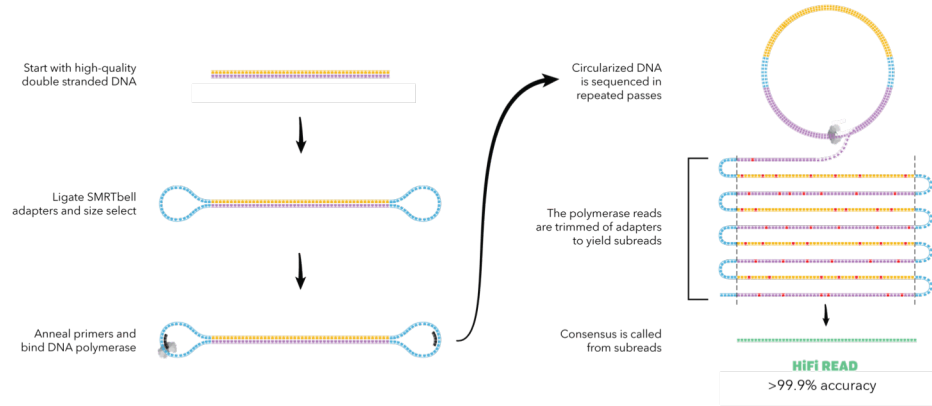 Start with high-quality
double stranded DNA
Ligate SMRTbell
adapters and size select
Anneal primers and
bind DNA polymerase
Circularized DNA
is sequenced in
repeated passes
The polymerase reads
are trimmed of adapters
to yield subreads
Consensus is called
from subreads
HiFi READ
>99.9% accuracy